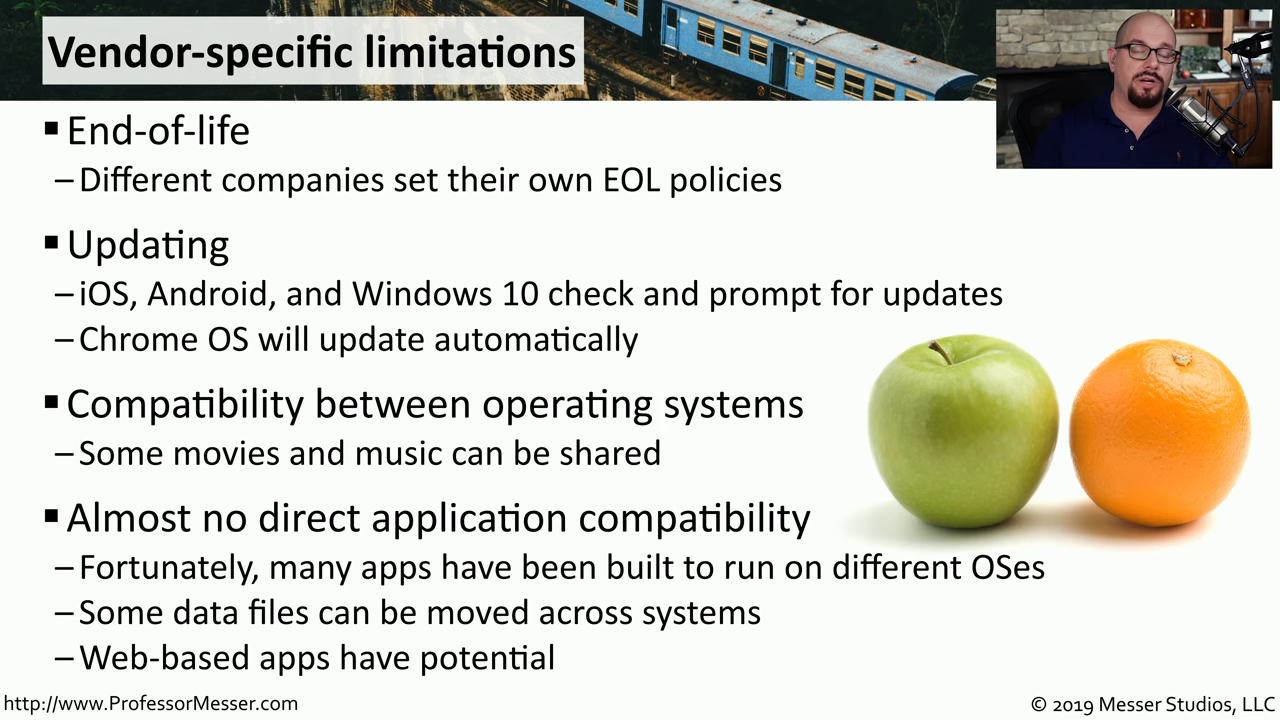 Vendor-specific limitations
▪ End-of-life
– Different companies set their own EOL policies
▪ Updating
– iOS, Android, and Windows 10 check and prompt for updates
– Chrome OS will update automatically
▪ Compatibility between operating systems
– Some movies and music can be shared
▪ Almost no direct application compatibility
– Fortunately, many apps have been built to run on different OSes
– Some data files can be moved across systems
– Web-based apps have potential
http://www.ProfessorMesser.com
© 2019 Messer Studios, LLC